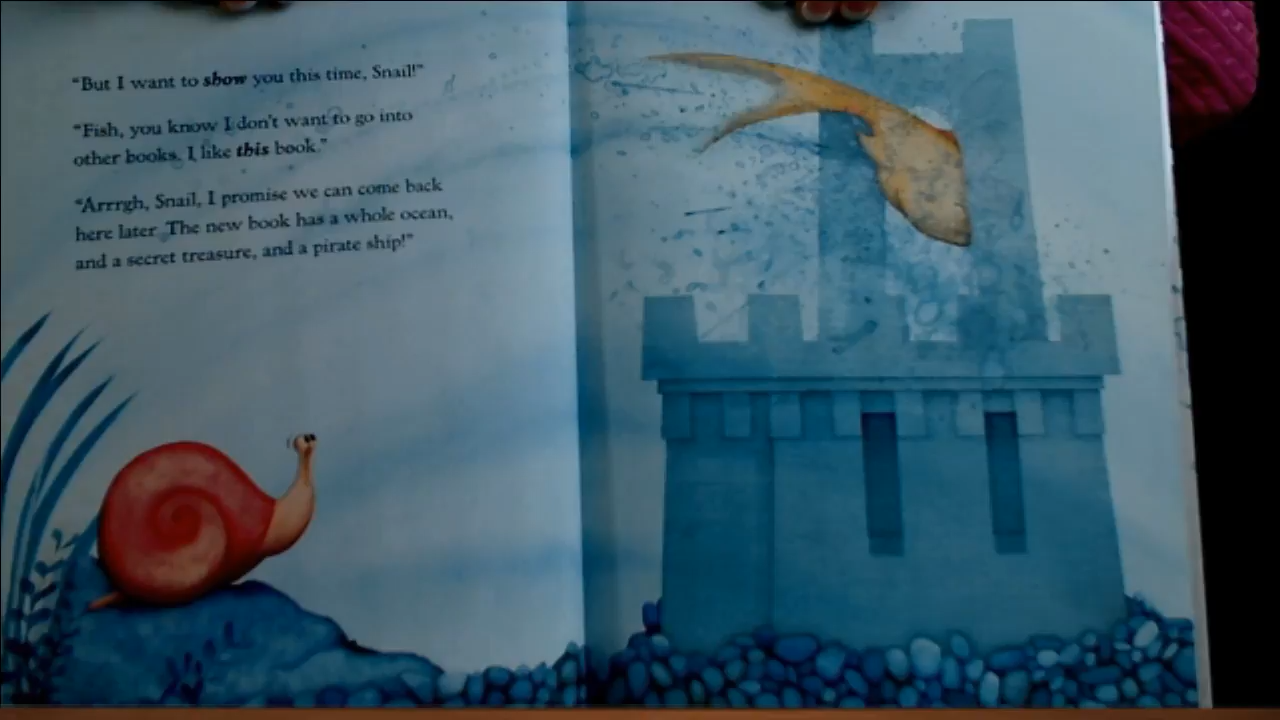 “But I want to show you this time, Snail!”
“Fish, you know I don't want to go into
other books. I like this book.”
“Arrrgh, Snail, I promise we can come back
here later. The new book has a whole ocean,
and a secret treasure, and a pirate ship!”